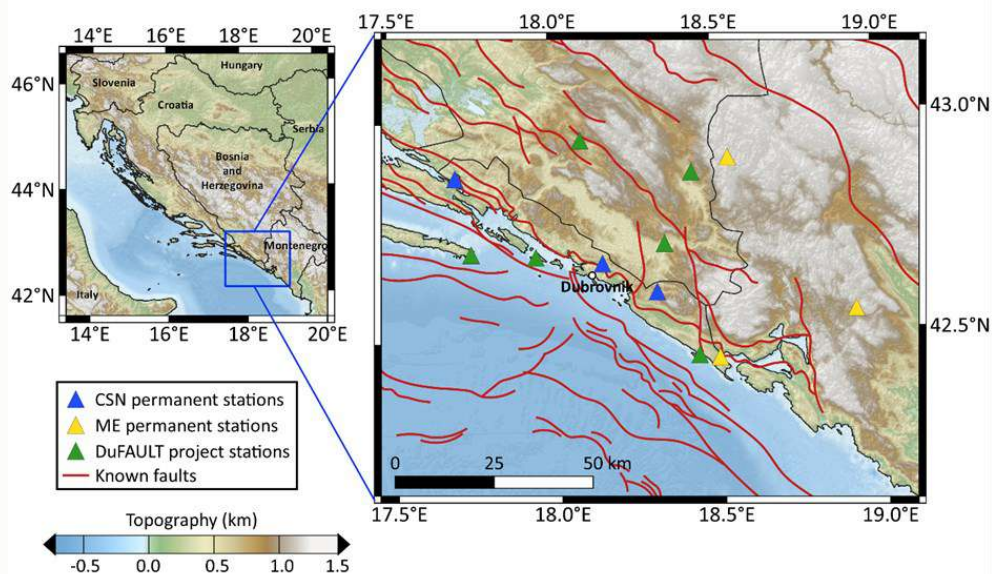 17.5°E 18.0°E 18.5°E 19.0°E
14°E 16°E 18°E 20°E
46°N
44°N
42°N
Hungary
Slovenia
Croatia
Serbia
Bosnia
and
Herzegovina
Montenegro
Italy
14°E 16°E 18°E 20°E
43.0°N
42.5°N
Dubrovnik
0 25 50 km
17.5°E 18.0°E 18.5°E 19.0°E
CSN permanent stations
ME permanent stations
DuFAULT project stations
Known faults
Topography (km)
-0.5 0.0 0.5 1.0 1.5